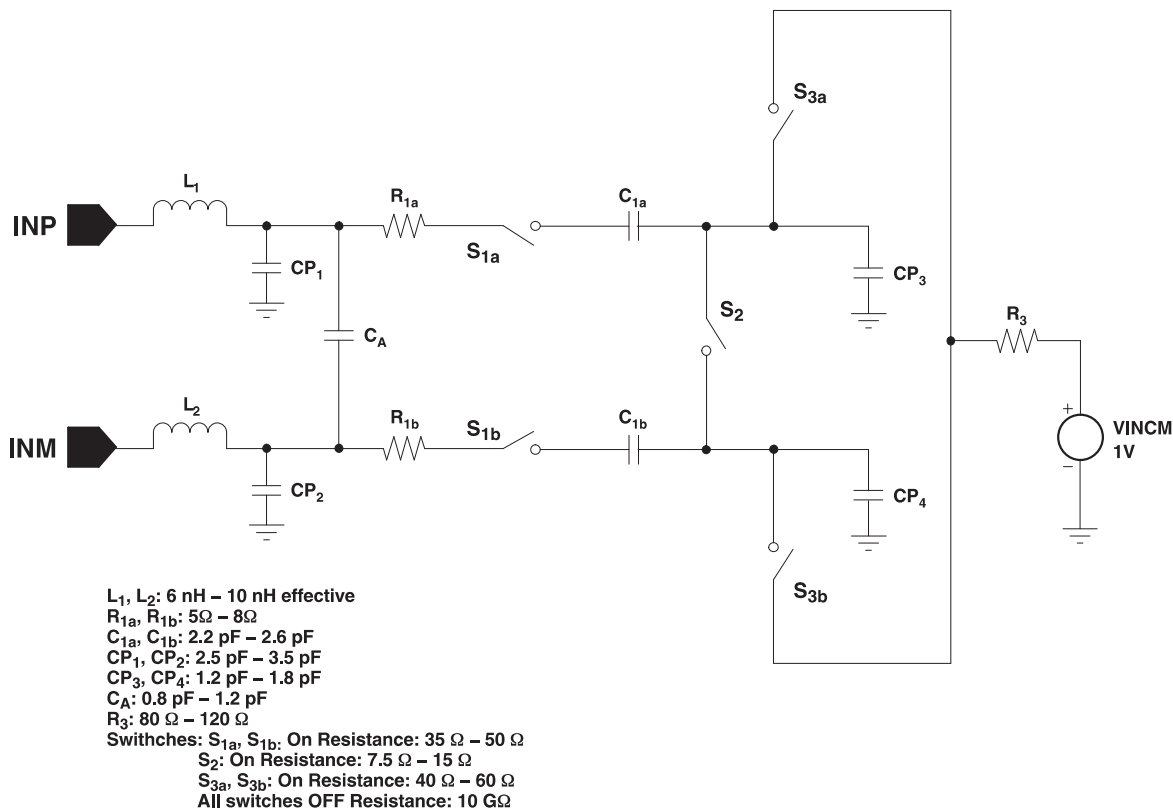 S3a
L1
R1a
C1a
INP
S1a
CP1
CP3
S2
R3
CA
L2
R1b
S1b
C1b
+
VINCM
1V
–
INM
CP2
CP4
S3b
L1, L2: 6 nH – 10 nH effective
R1a, R1b: 5Ω – 8Ω
C1a, C1b: 2.2 pF – 2.6 pF
CP1, CP2: 2.5 pF – 3.5 pF
CP3, CP4: 1.2 pF – 1.8 pF
CA: 0.8 pF – 1.2 pF
R3: 80 Ω – 120 Ω
Swithches: S1a, S1b: On Resistance: 35 Ω – 50 Ω
S2: On Resistance: 7.5 Ω – 15 Ω
S3a, S3b: On Resistance: 40 Ω – 60 Ω
All switches OFF Resistance: 10 GΩ